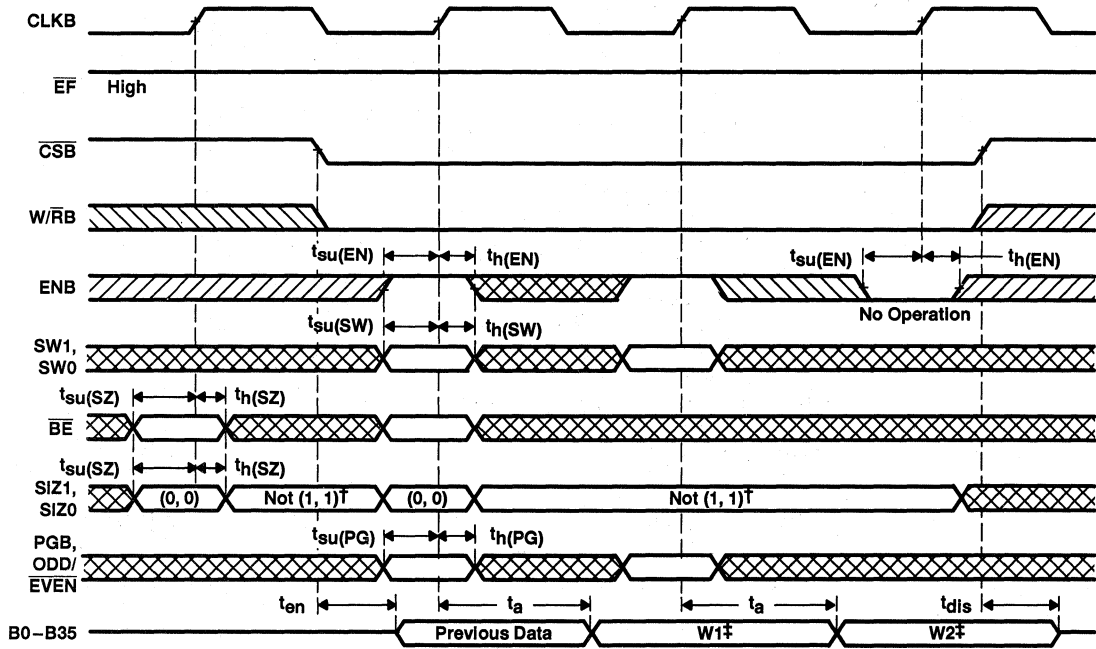 CLKB
EF
High
CSB
W/RB
tsu(EN)
th(EN)
tsu(EN)
th(EN)
ENB
No Operation
tsu(SW)
th(SW)
SW1,
SW0
tsu(SZ)
th(SZ)
BE
tsu(SZ)
th(SZ)
SIZ1,
SIZ0
(0, 0)
Not (1, 1)†
(0, 0)
Not (1, 1)†
tsu(PG)
th(PG)
PGB,
ODD/
EVEN
ten
ta
ta
tdis
B0–B35
Previous Data
W1‡
W2‡